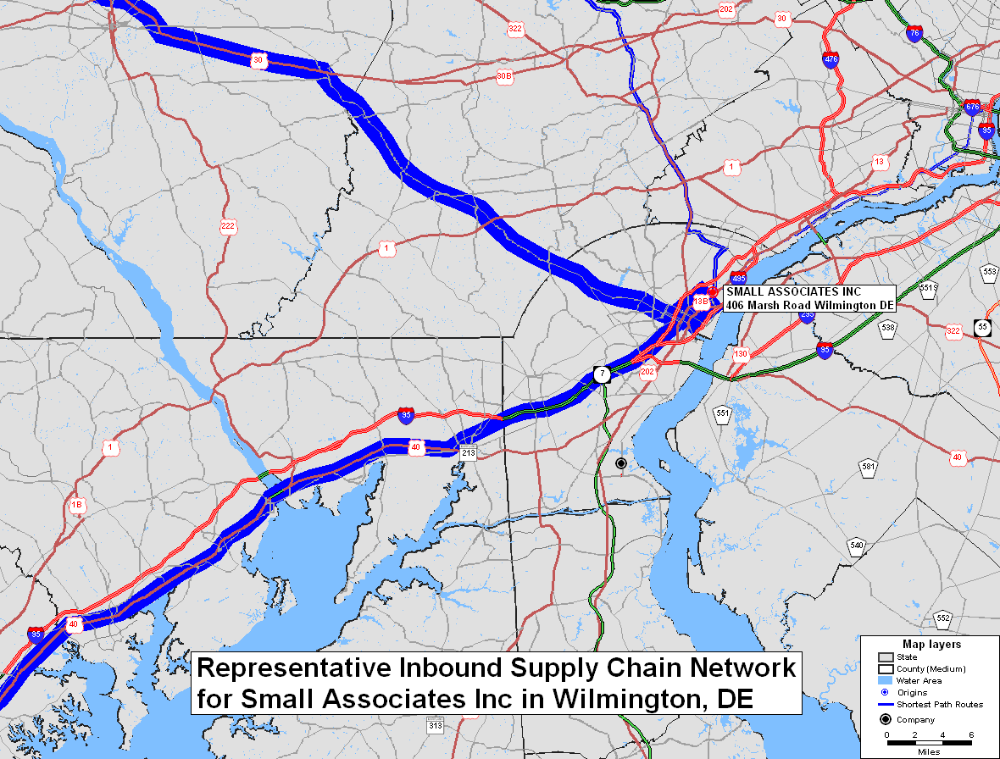 202
30
322
76
476
30
30B
676
95
1
13
222
1
553
495
551S
SMALL ASSOCIATES INC
406 Marsh Road Wilmington DE
13B
295
538
322
55
95
130
202
7
551
95
40
213
1
40
581
1B
540
552
40
95
Representative Inbound Supply Chain Network
for Small Associates Inc in Wilmington, DE
313
Map layers
State
County (Medium)
Water Area
Origins
Shortest Path Routes
Company
0 2 4 6
Miles